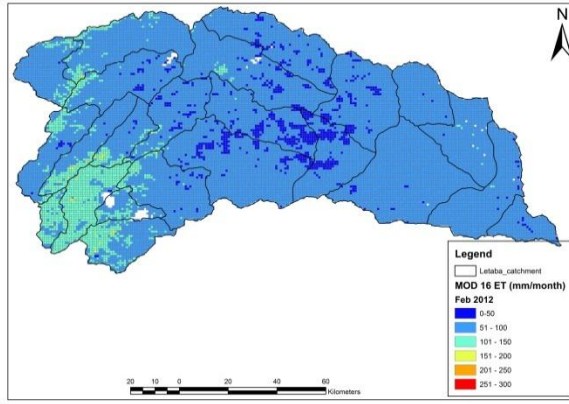 N
Legend
Letaba_catchment
MOD 16 ET (mm/month)
Feb 2012
0-50
51 - 100
101 - 150
151 - 200
201 - 250
251 - 300
20 10 0 20 40 60
Kilometers